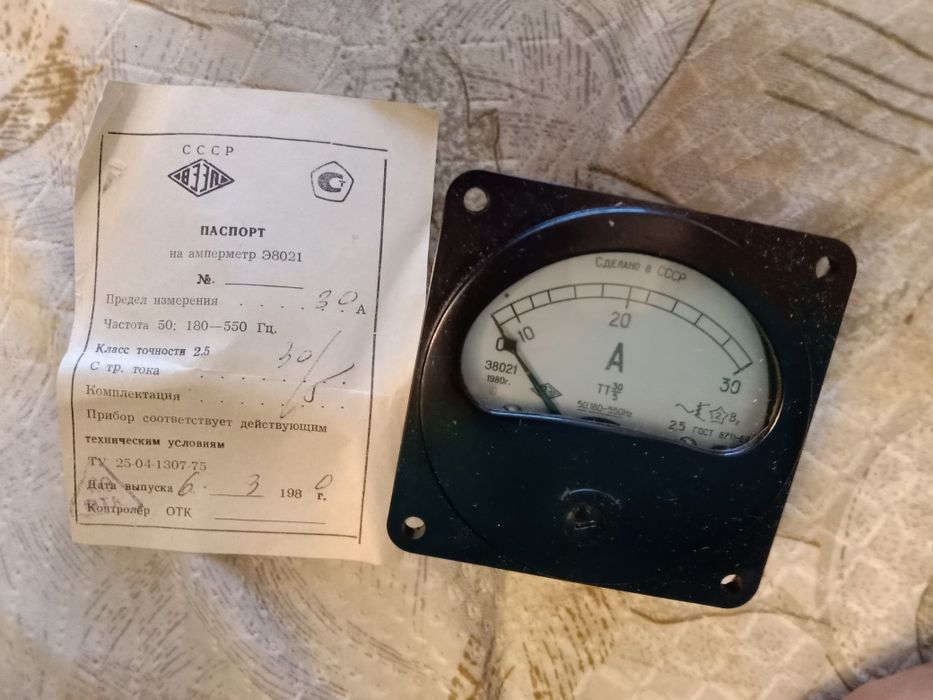 СССР
ПАСПОРТ
на амперметр Э8021
№.
Предел измерения . . . . 30 А
Частота 50; 180—550 Гц.
Класс точности 2,5
С тр. тока 30/5
Комплектация
Прибор соответствует действующим
техническим условиям
ТУ 25-04-1307-75
Дата выпуска 6. 3 1980 г.
Контролер ОТК
СДЕЛАНО В СССР
0 10 20 30
А
Э8021
1980г.
ТТ 30/5
50 180-550Hz
2,5 ГОСТ 8711-60